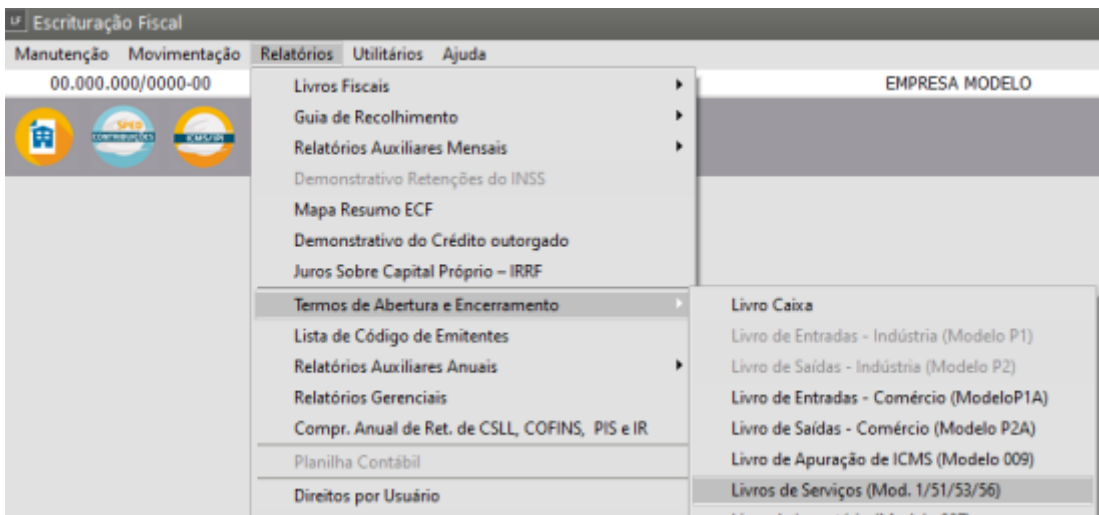 LF Escrituração Fiscal
Manutenção Movimentação Relatórios Utilitários Ajuda
00.000.000/0000-00 EMPRESA MODELO
SPED
CONTRIBUIÇÕES
ICMS/IPI
Livros Fiscais
Guia de Recolhimento
Relatórios Auxiliares Mensais
Demonstrativo Retenções do INSS
Mapa Resumo ECF
Demonstrativo do Crédito outorgado
Juros Sobre Capital Próprio – IRRF
Termos de Abertura e Encerramento
Lista de Código de Emitentes
Relatórios Auxiliares Anuais
Relatórios Gerenciais
Compr. Anual de Ret. de CSLL, COFINS, PIS e IR
Planilha Contábil
Direitos por Usuário
Livro Caixa
Livro de Entradas - Indústria (Modelo P1)
Livro de Saídas - Indústria (Modelo P2)
Livro de Entradas - Comércio (ModeloP1A)
Livro de Saídas - Comércio (Modelo P2A)
Livro de Apuração de ICMS (Modelo 009)
Livros de Serviços (Mod. 1/51/53/56)